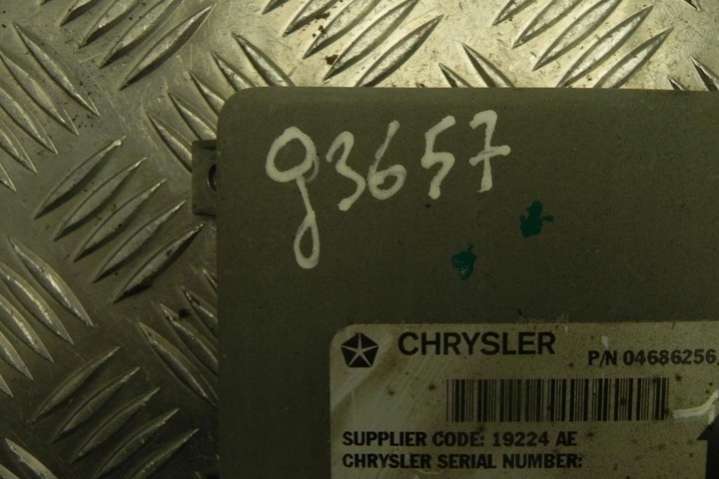 g3657
CHRYSLER P/N 04686256
SUPPLIER CODE: 19224 AE
CHRYSLER SERIAL NUMBER: